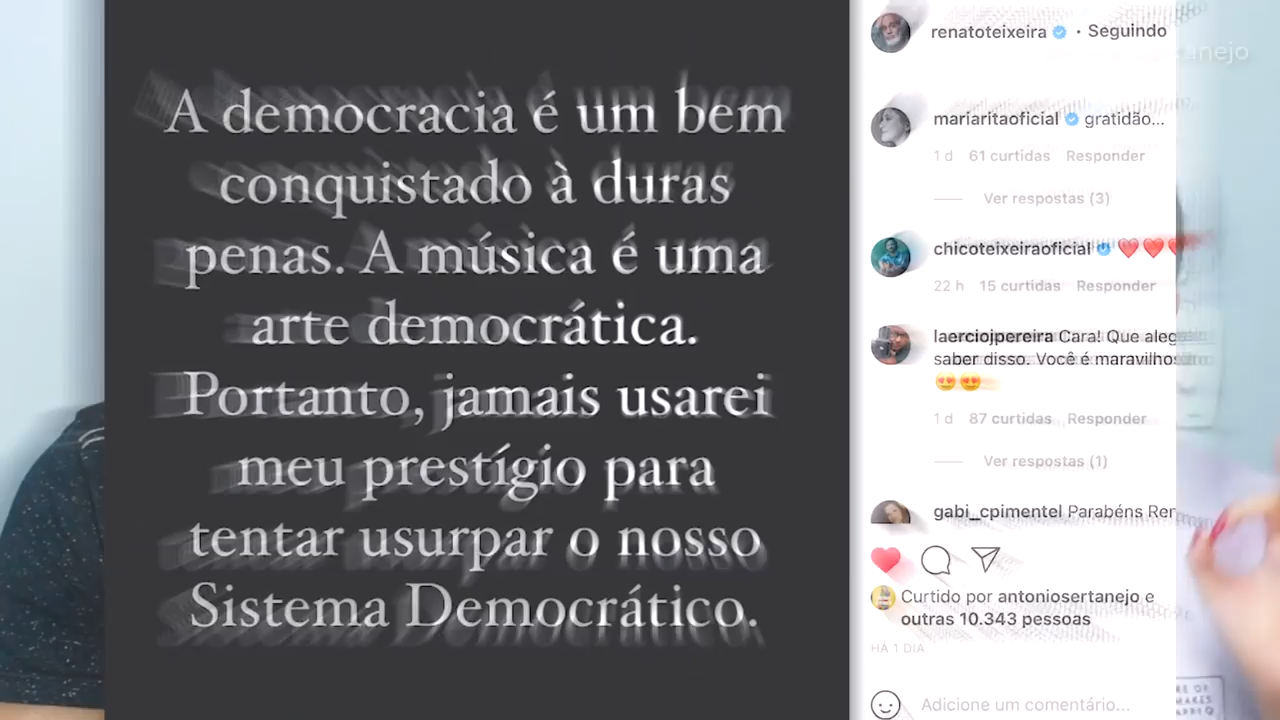 A democracia é um bem
conquistado à duras
penas. A música é uma
arte democrática.
Portanto, jamais usarei
meu prestígio para
tentar usurpar o nosso
Sistema Democrático.
renatoteixeira • Seguindo
mariaritaoficial gratidão...
1 d 61 curtidas Responder
Ver respostas (3)
chicoteixeiraoficial
22 h 15 curtidas Responder
laerciojpereira Cara! Que aleg
saber disso. Você é maravilhos
1 d 87 curtidas Responder
Ver respostas (1)
gabi_cpimentel Parabéns Ren
Curtido por antoniosertanejo e
outras 10.343 pessoas
HÁ 1 DIA
Adicione um comentário...